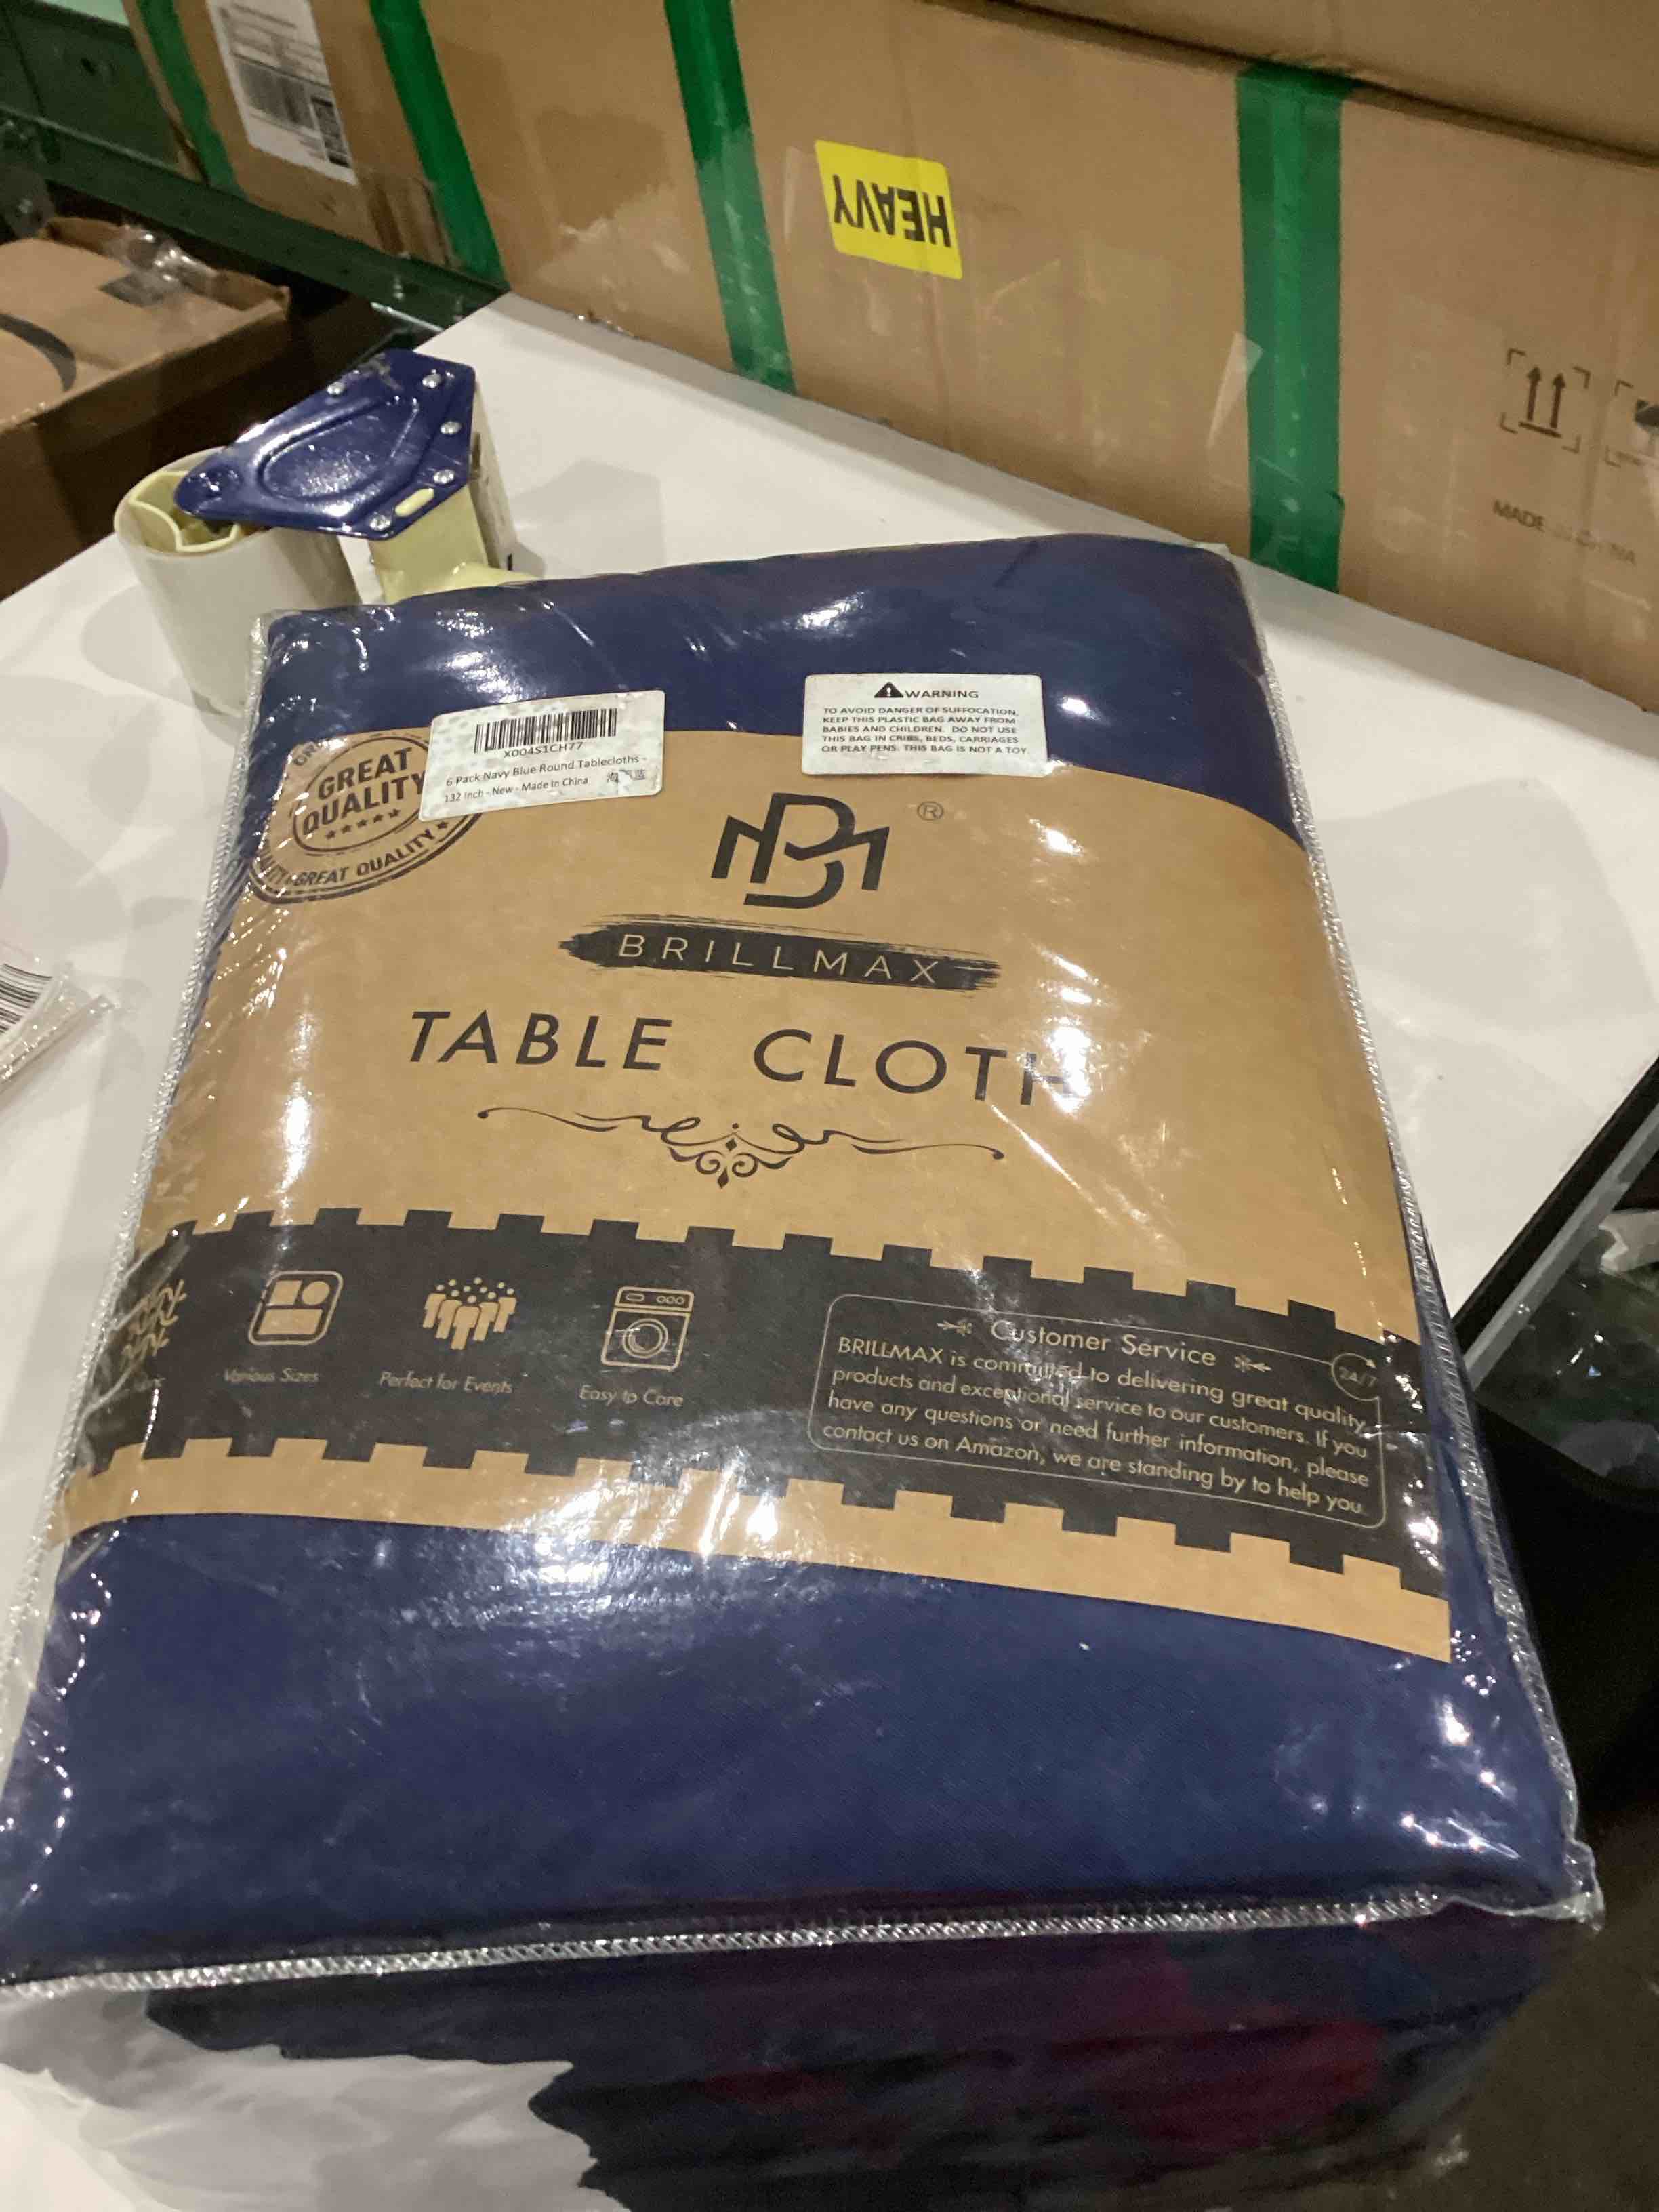 HEAVY
MADE IN CHINA
WARNING
TO AVOID DANGER OF SUFFOCATION,
KEEP THIS PLASTIC BAG AWAY FROM
BABIES AND CHILDREN. DO NOT USE
THIS BAG IN CRIBS, BEDS, CARRIAGES
OR PLAY PENS. THIS BAG IS NOT A TOY.
X004S1CH77
6 Pack Navy Blue Round Tablecloths -
132 Inch - New - Made In China
GREAT
QUALITY
GREAT QUALITY
BM ®
BRILLMAX
TABLE CLOTH
Various Sizes
Perfect for Events
Easy to Care
Customer Service
24/7
BRILLMAX is committed to delivering great quality
products and exceptional service to our customers. If you
have any questions or need further information, please
contact us on Amazon, we are standing by to help you.